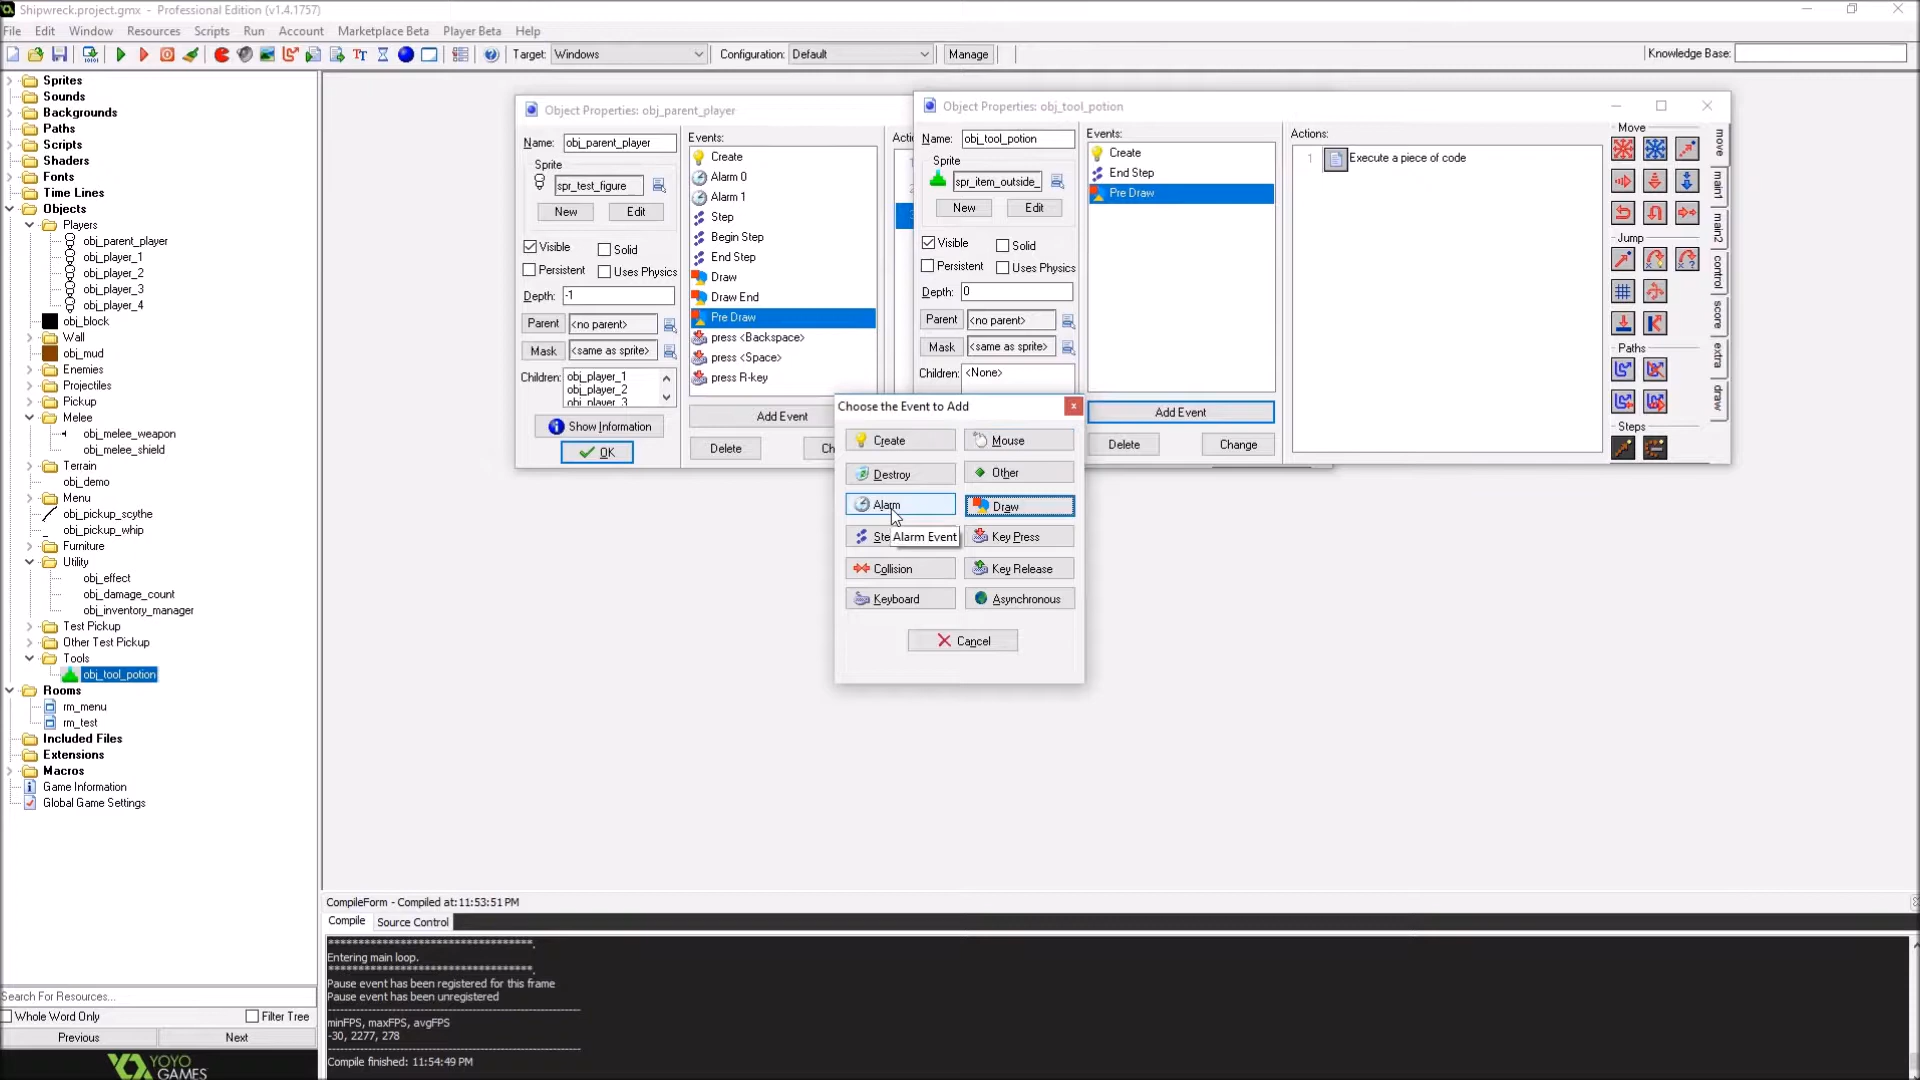 Shipwreck.project.gmx - Professional Edition (v1.4.1757)
File Edit Window Resources Scripts Run Account Marketplace Beta Player Beta Help
Target: Windows Configuration: Default Manage Knowledge Base:
Sprites
Sounds
Backgrounds
Paths
Scripts
Shaders
Fonts
Time Lines
Objects
Players
obj_parent_player
obj_player_1
obj_player_2
obj_player_3
obj_player_4
obj_block
Wall
obj_mud
Enemies
Projectiles
Pickup
Melee
obj_melee_weapon
obj_melee_shield
Terrain
obj_demo
Menu
obj_pickup_scythe
obj_pickup_whip
Furniture
Utility
obj_effect
obj_damage_count
obj_inventory_manager
Test Pickup
Other Test Pickup
Tools
obj_tool_potion
Rooms
rm_menu
rm_test
Included Files
Extensions
Macros
Game Information
Global Game Settings
Search For Resources...
Whole Word Only Filter Tree
Previous Next
YOYO
GAMES
Object Properties: obj_parent_player
Name: obj_parent_player
Sprite
spr_test_figure
New Edit
Visible Solid
Persistent Uses Physics
Depth: -1
Parent <no parent>
Mask <same as sprite>
Children: obj_player_1
obj_player_2
obj_player_3
Show Information
OK
Events:
Create
Alarm 0
Alarm 1
Step
Begin Step
End Step
Draw
Draw End
Pre Draw
press <Backspace>
press <Space>
press R-key
Add Event
Delete
Object Properties: obj_tool_potion
Name: obj_tool_potion
Sprite
spr_item_outside_
New Edit
Visible Solid
Persistent Uses Physics
Depth: 0
Parent <no parent>
Mask <same as sprite>
Children: <None>
Events:
Create
End Step
Pre Draw
Add Event
Delete Change
Actions:
1 Execute a piece of code
Move
Jump
Paths
Steps
move
main1
main2
control
score
extra
draw
Choose the Event to Add
Create Mouse
Destroy Other
Alarm Draw
Ste Alarm Event Key Press
Collision Key Release
Keyboard Asynchronous
Cancel
CompileForm - Compiled at:11:53:51 PM
Compile Source Control
**********************************.
Entering main loop.
**********************************.
Pause event has been registered for this frame
Pause event has been unregistered
minFPS, maxFPS, avgFPS
-30, 2277, 278
Compile finished: 11:54:49 PM